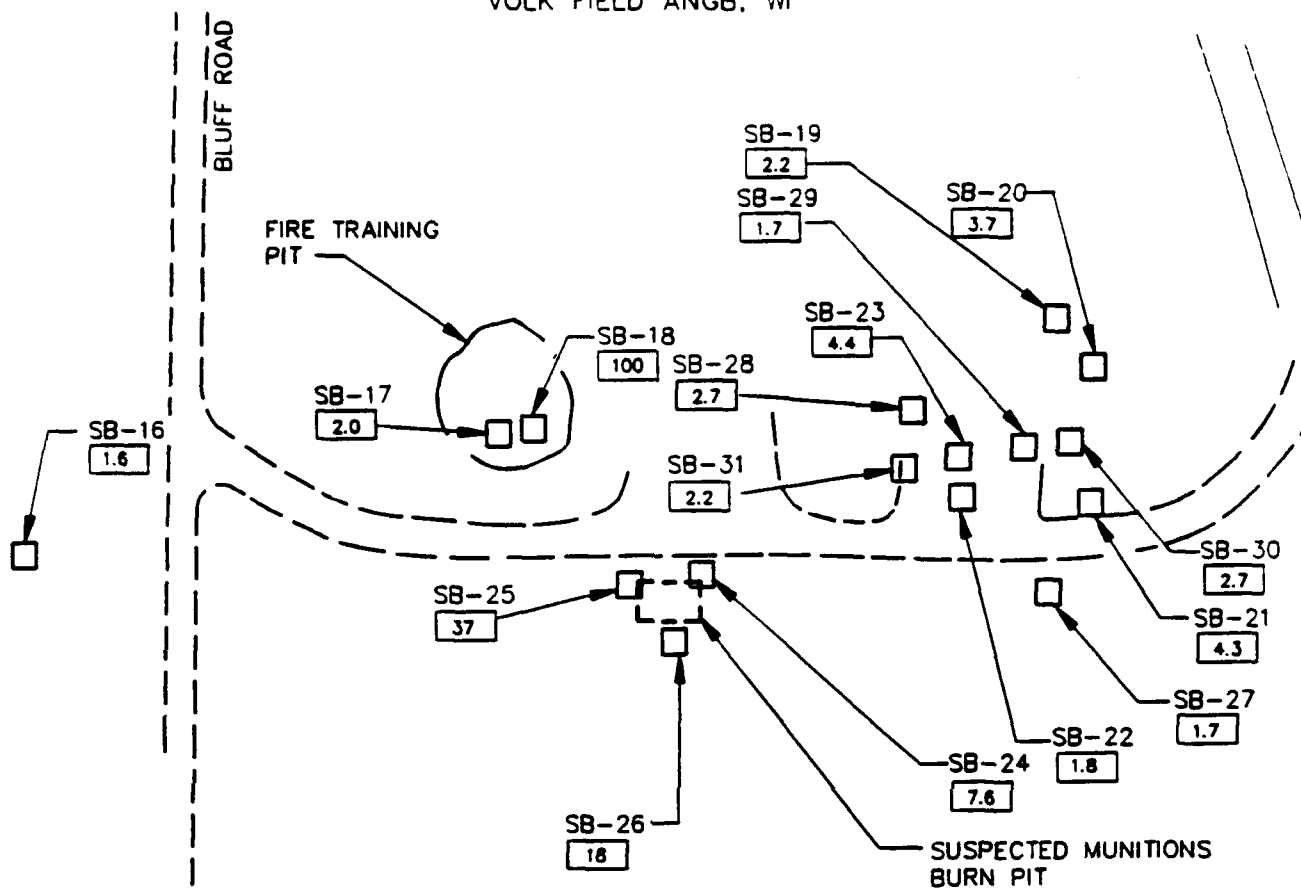 VOLK FIELD ANGB, WI
BLUFF ROAD
SB-19
2.2
SB-20
3.7
SB-29
1.7
FIRE TRAINING
PIT
SB-23
4.4
SB-18
100
SB-28
2.7
SB-17
2.0
SB-16
1.6
SB-31
2.2
SB-30
2.7
SB-25
37
SB-21
4.3
SB-27
1.7
SB-22
1.8
SB-24
7.6
SB-26
18
SUSPECTED MUNITIONS
BURN PIT